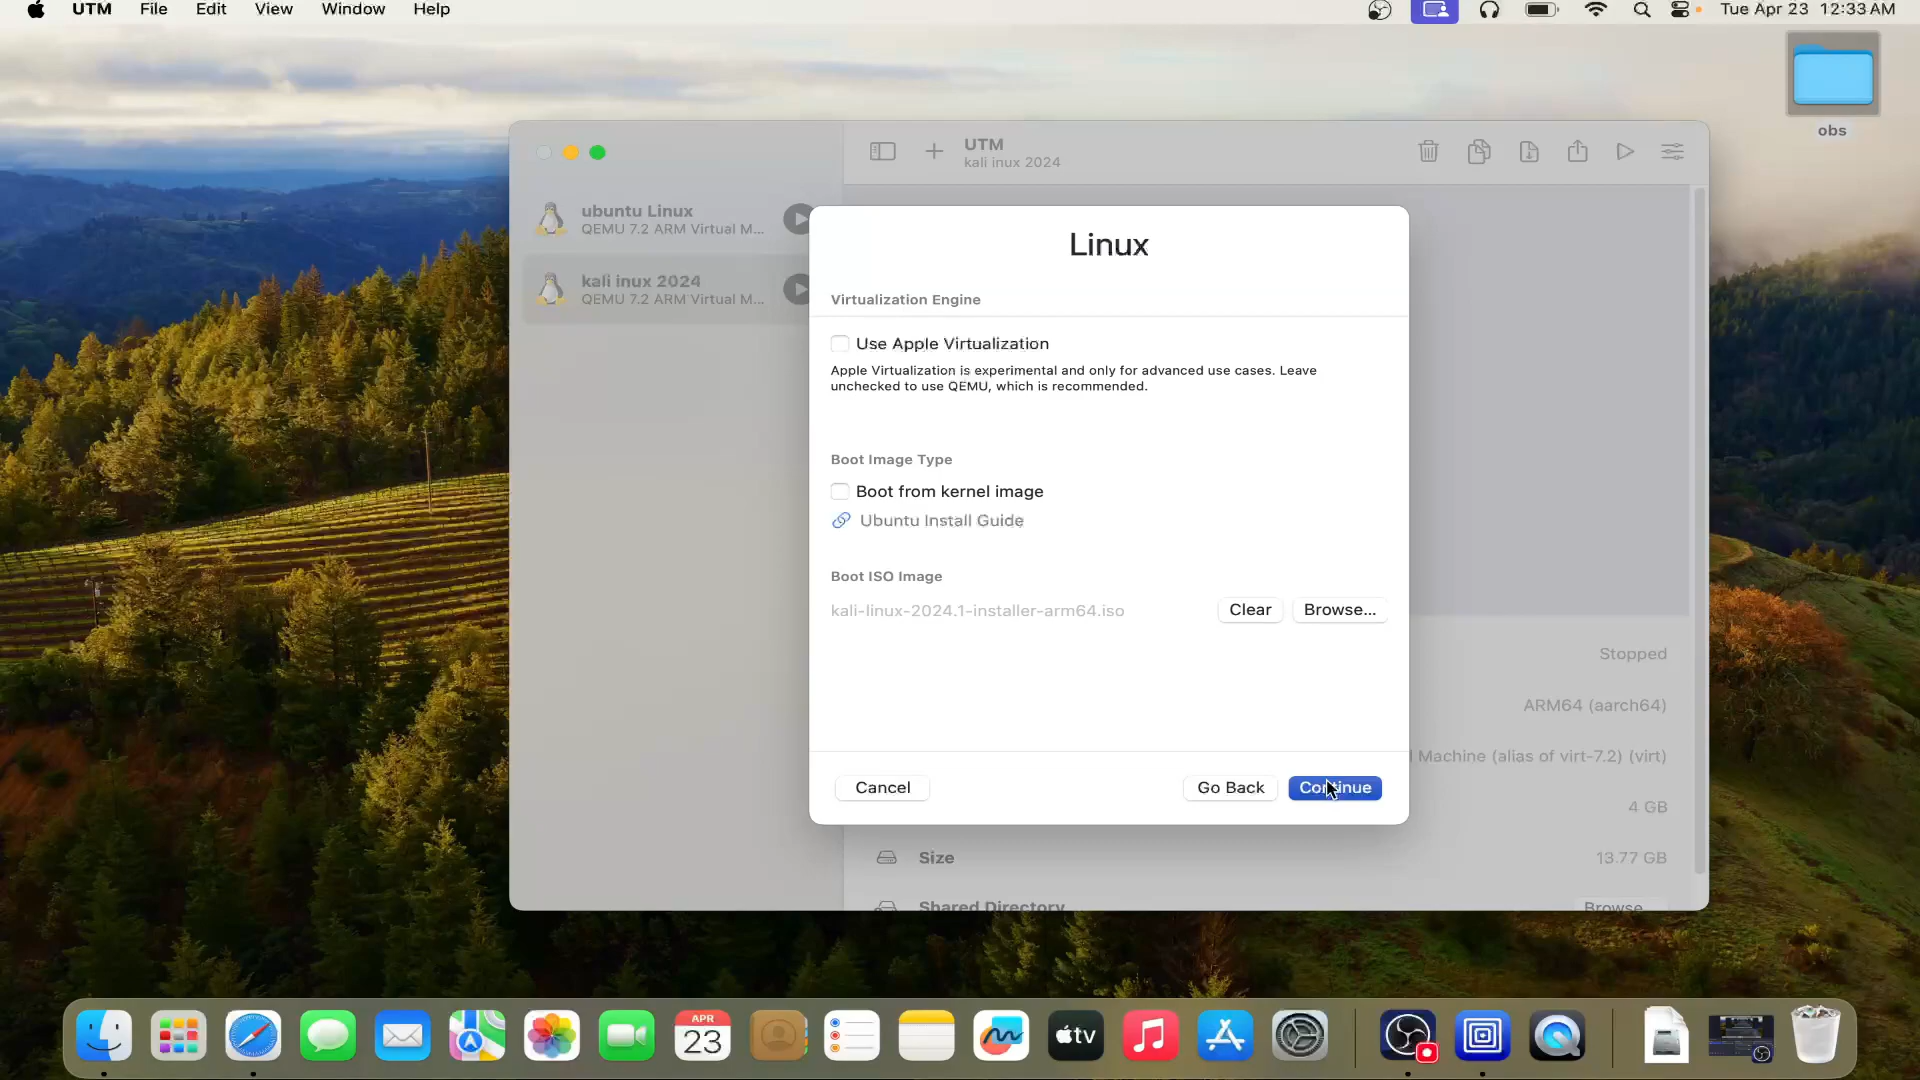 UTM File Edit View Window Help
Tue Apr 23 12:33 AM
obs
UTM
kali inux 2024
ubuntu Linux
QEMU 7.2 ARM Virtual M...
kali inux 2024
QEMU 7.2 ARM Virtual M...
Linux
Virtualization Engine
Use Apple Virtualization
Apple Virtualization is experimental and only for advanced use cases. Leave
unchecked to use QEMU, which is recommended.
Boot Image Type
Boot from kernel image
Ubuntu Install Guide
Boot ISO Image
kali-linux-2024.1-installer-arm64.iso
Clear
Browse...
Stopped
ARM64 (aarch64)
Machine (alias of virt-7.2) (virt)
Cancel
Go Back
Continue
4 GB
Size
13.77 GB
Shared Directory
Browse
APR
23
tv